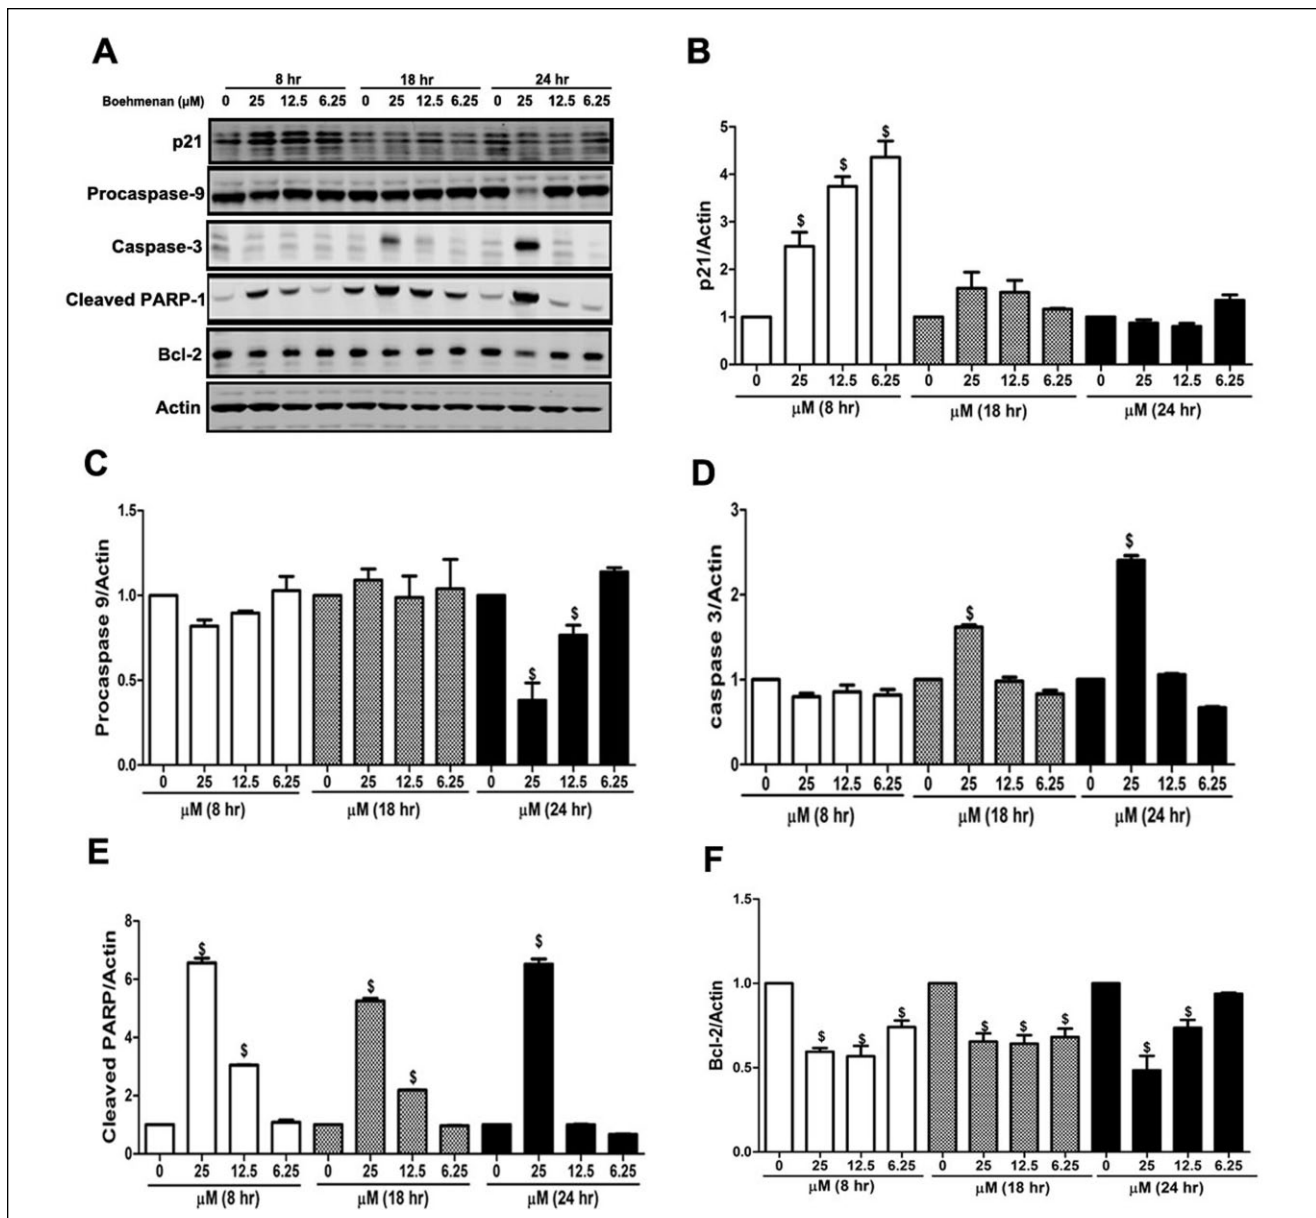 A
8 hr 18 hr 24 hr
Boehmenan (µM) 0 25 12.5 6.25 0 25 12.5 6.25 0 25 12.5 6.25
p21
Procaspase-9
Caspase-3
Cleaved PARP-1
Bcl-2
Actin
B
p21/Actin
5
4
3
2
1
0
$ $ $
0 25 12.5 6.25 0 25 12.5 6.25 0 25 12.5 6.25
µM (8 hr) µM (18 hr) µM (24 hr)
C
Procaspase 9/Actin
1.5
1.0
0.5
0.0
$ $
0 25 12.5 6.25 0 25 12.5 6.25 0 25 12.5 6.25
µM (8 hr) µM (18 hr) µM (24 hr)
D
caspase 3/Actin
3
2
1
0
$ $
0 25 12.5 6.25 0 25 12.5 6.25 0 25 12.5 6.25
µM (8 hr) µM (18 hr) µM (24 hr)
E
Cleaved PARP/Actin
8
6
4
2
0
$ $ $ $ $
0 25 12.5 6.25 0 25 12.5 6.25 0 25 12.5 6.25
µM (8 hr) µM (18 hr) µM (24 hr)
F
Bcl-2/Actin
1.5
1.0
0.5
0.0
$ $ $ $ $ $ $ $
0 25 12.5 6.25 0 25 12.5 6.25 0 25 12.5 6.25
µM (8 hr) µM (18 hr) µM (24 hr)